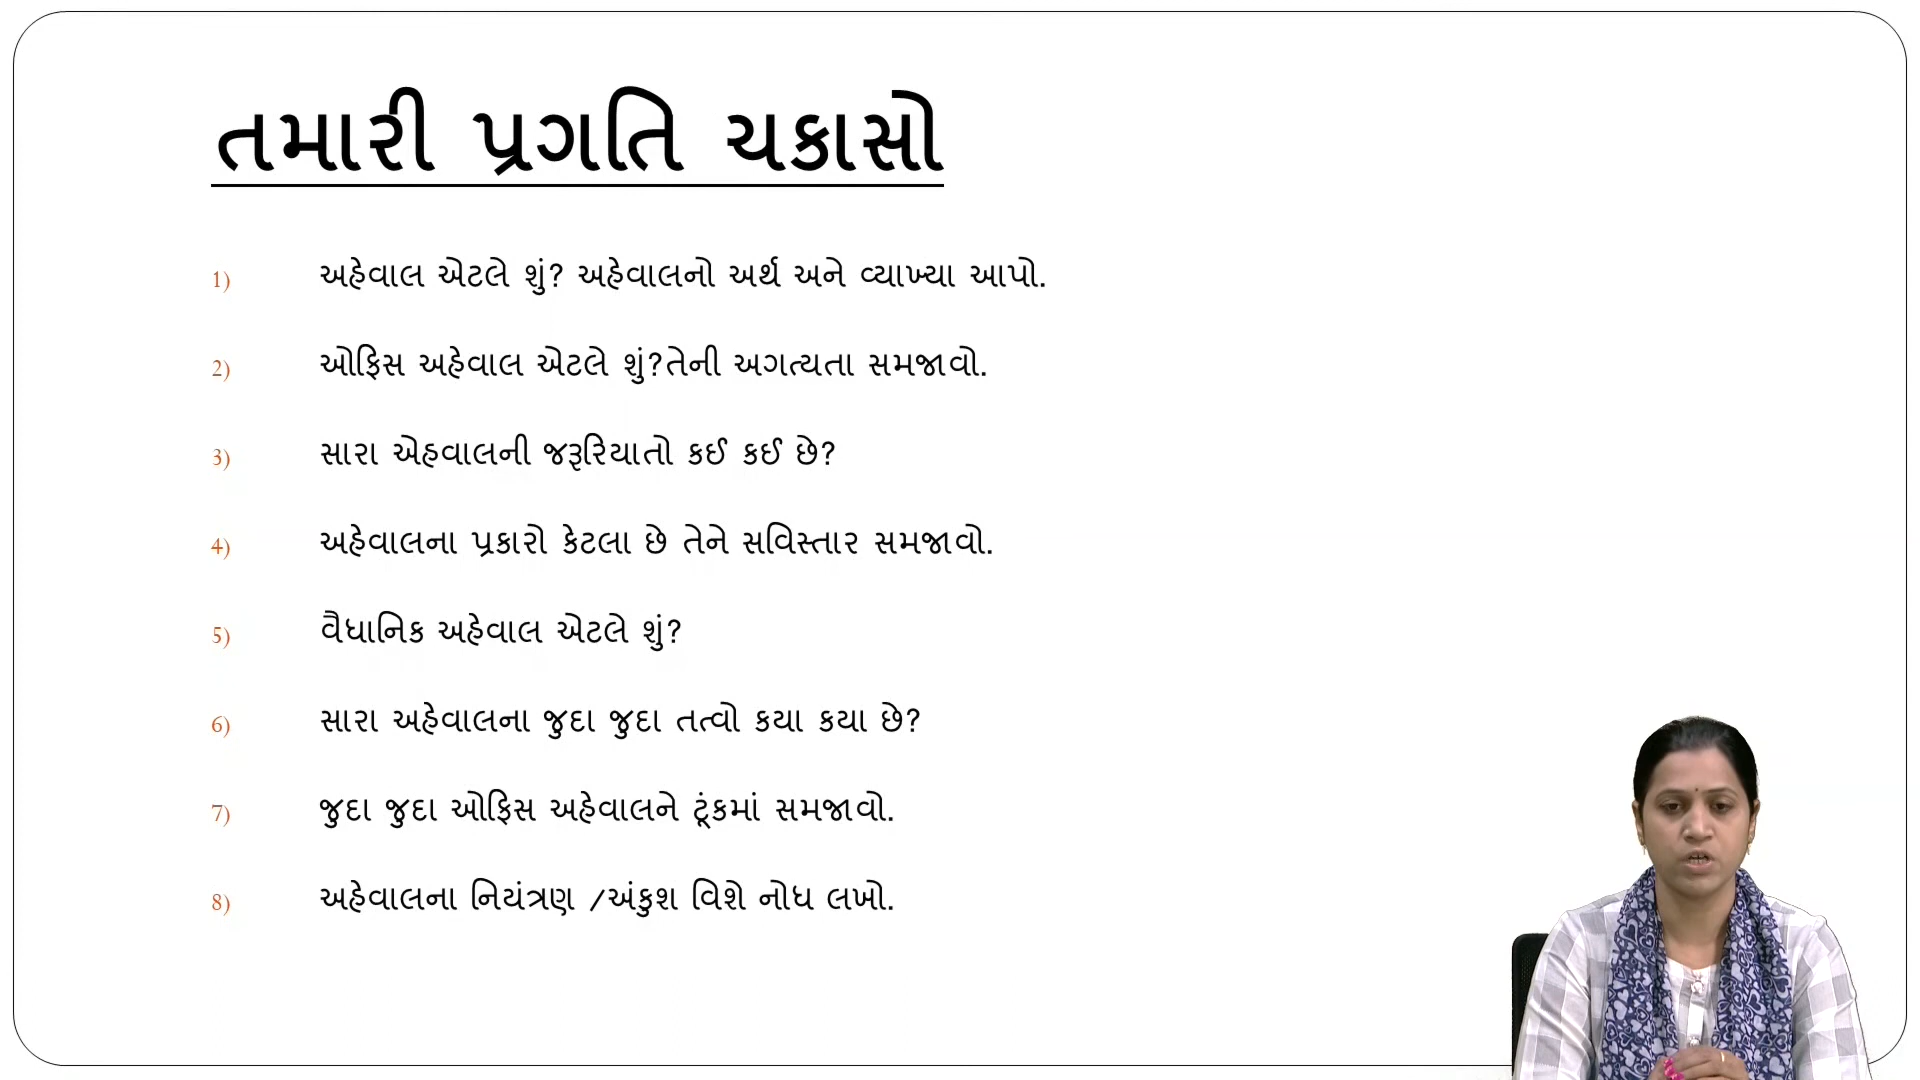 તમારી પ્રગતિ ચકાસો
1) અહેવાલ એટલે શું? અહેવાલનો અર્થ અને વ્યાખ્યા આપો.
2) ઓફિસ અહેવાલ એટલે શું?તેની અગત્યતા સમજાવો.
3) સારા એહવાલની જરૂરિયાતો કઈ કઈ છે?
4) અહેવાલના પ્રકારો કેટલા છે તેને સવિસ્તાર સમજાવો.
5) વૈધાનિક અહેવાલ એટલે શું?
6) સારા અહેવાલના જુદા જુદા તત્વો કયા કયા છે?
7) જુદા જુદા ઓફિસ અહેવાલને ટૂંકમાં સમજાવો.
8) અહેવાલના નિયંત્રણ /અંકુશ વિશે નોધ લખો.